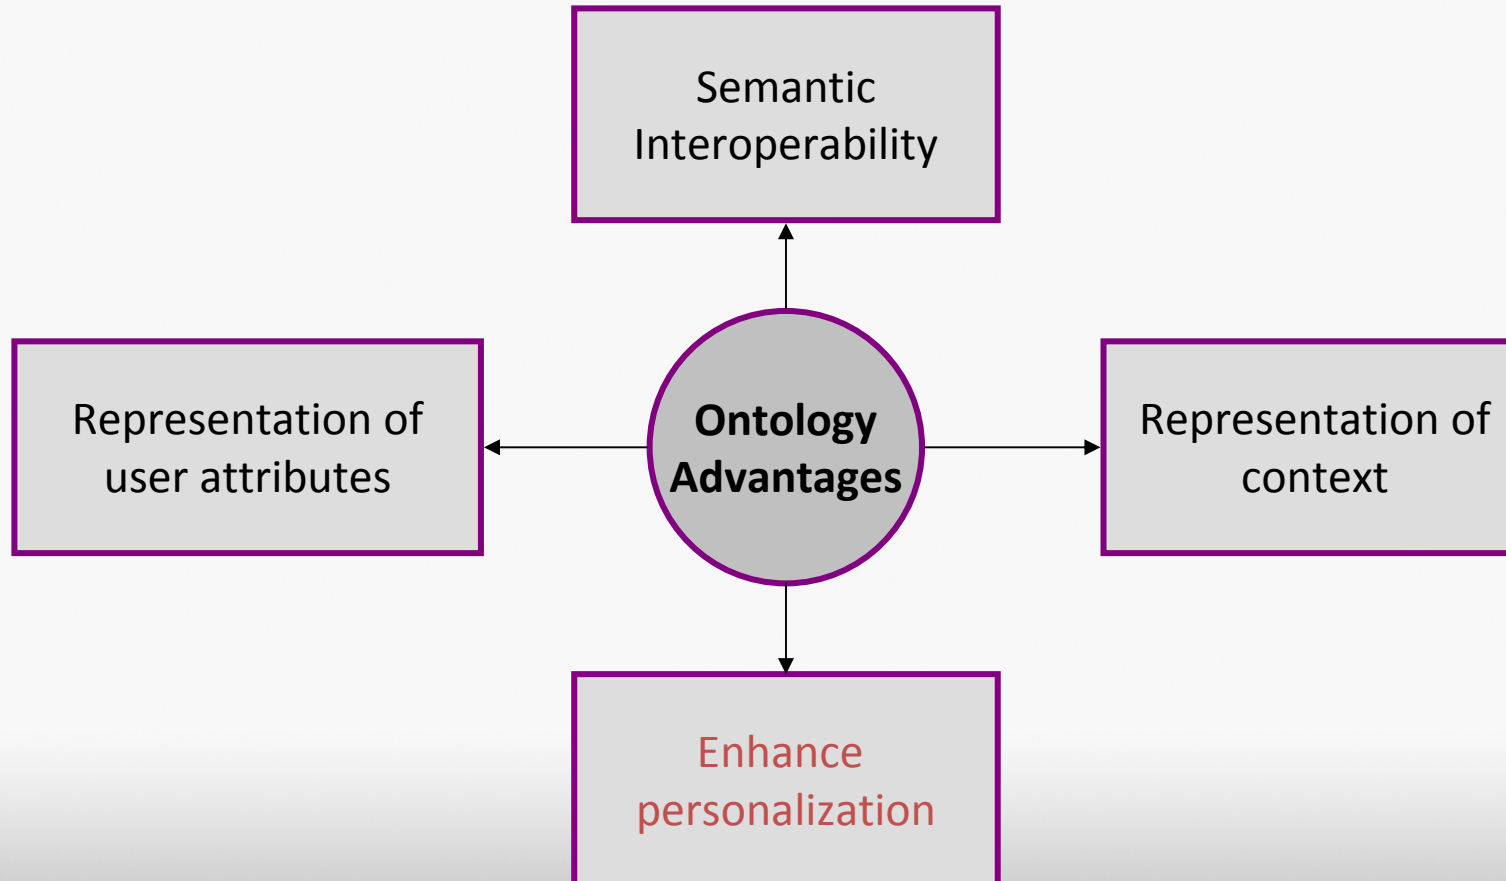 Semantic
Interoperability
Representation of
user attributes
Ontology
Advantages
Representation of
context
Enhance
personalization